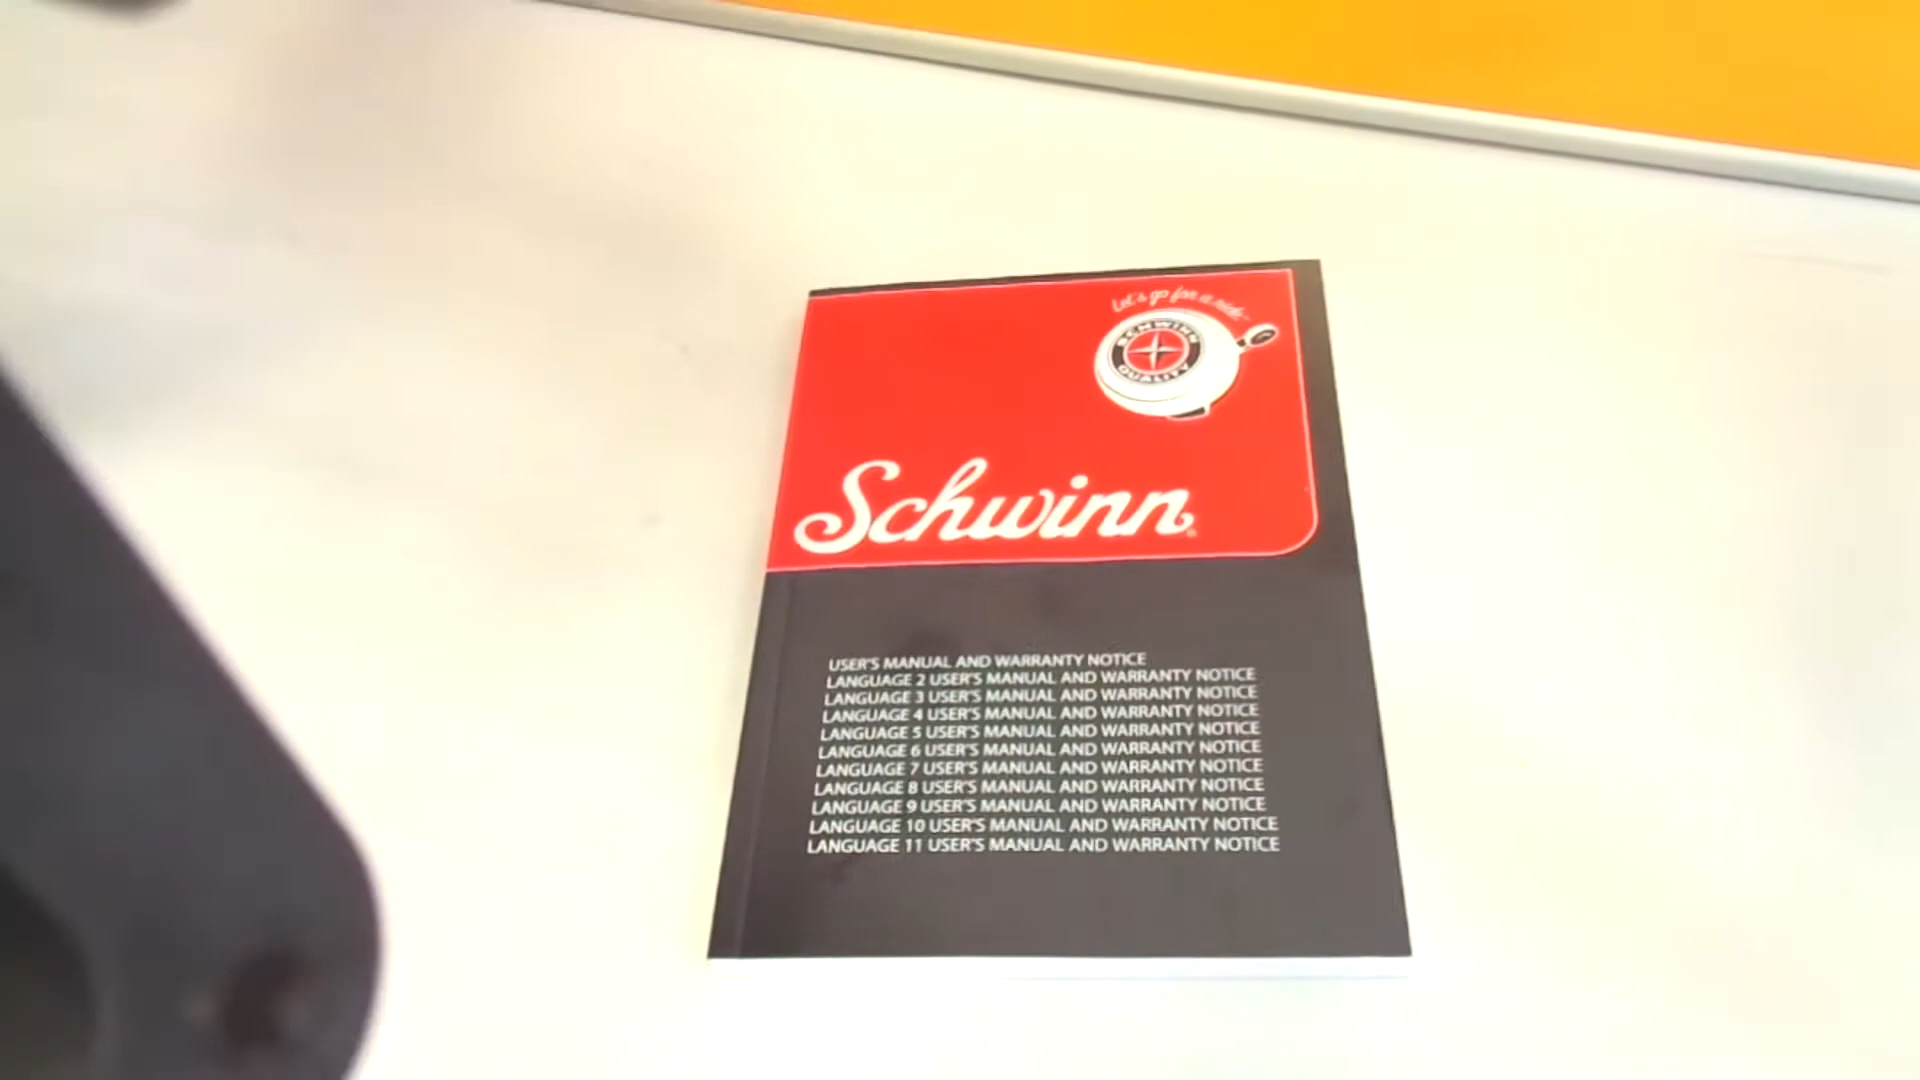 Let's go for a ride.™
SCHWINN
QUALITY
Schwinn®
USER'S MANUAL AND WARRANTY NOTICE
LANGUAGE 2 USER'S MANUAL AND WARRANTY NOTICE
LANGUAGE 3 USER'S MANUAL AND WARRANTY NOTICE
LANGUAGE 4 USER'S MANUAL AND WARRANTY NOTICE
LANGUAGE 5 USER'S MANUAL AND WARRANTY NOTICE
LANGUAGE 6 USER'S MANUAL AND WARRANTY NOTICE
LANGUAGE 7 USER'S MANUAL AND WARRANTY NOTICE
LANGUAGE 8 USER'S MANUAL AND WARRANTY NOTICE
LANGUAGE 9 USER'S MANUAL AND WARRANTY NOTICE
LANGUAGE 10 USER'S MANUAL AND WARRANTY NOTICE
LANGUAGE 11 USER'S MANUAL AND WARRANTY NOTICE